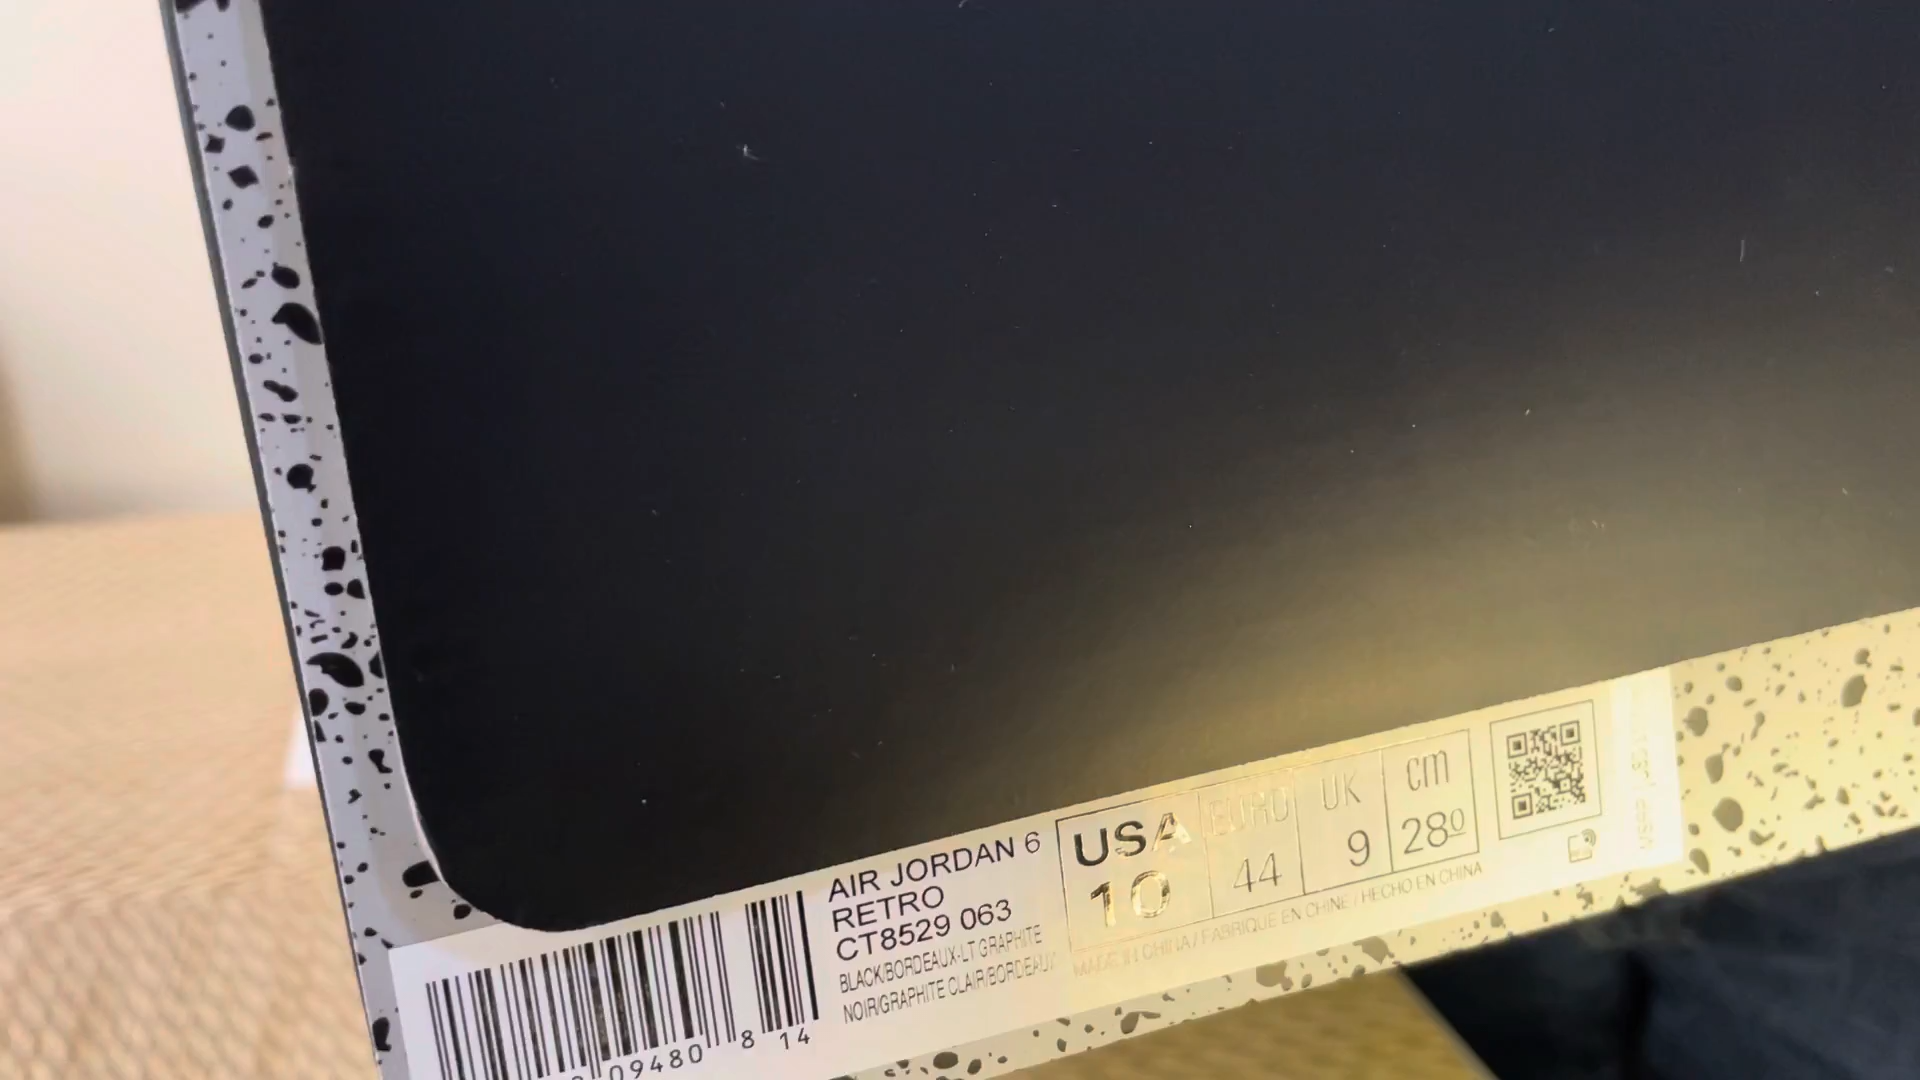 AIR JORDAN 6
RETRO
CT8529 063
BLACK/BORDEAUX-LT GRAPHITE
NOIR/GRAPHITE CLAIR/BORDEAUX
USA
10
EURO
44
UK
9
cm
280
MADE IN CHINA / FABRIQUE EN CHINE / HECHO EN CHINA
09480 8 14
MSRP